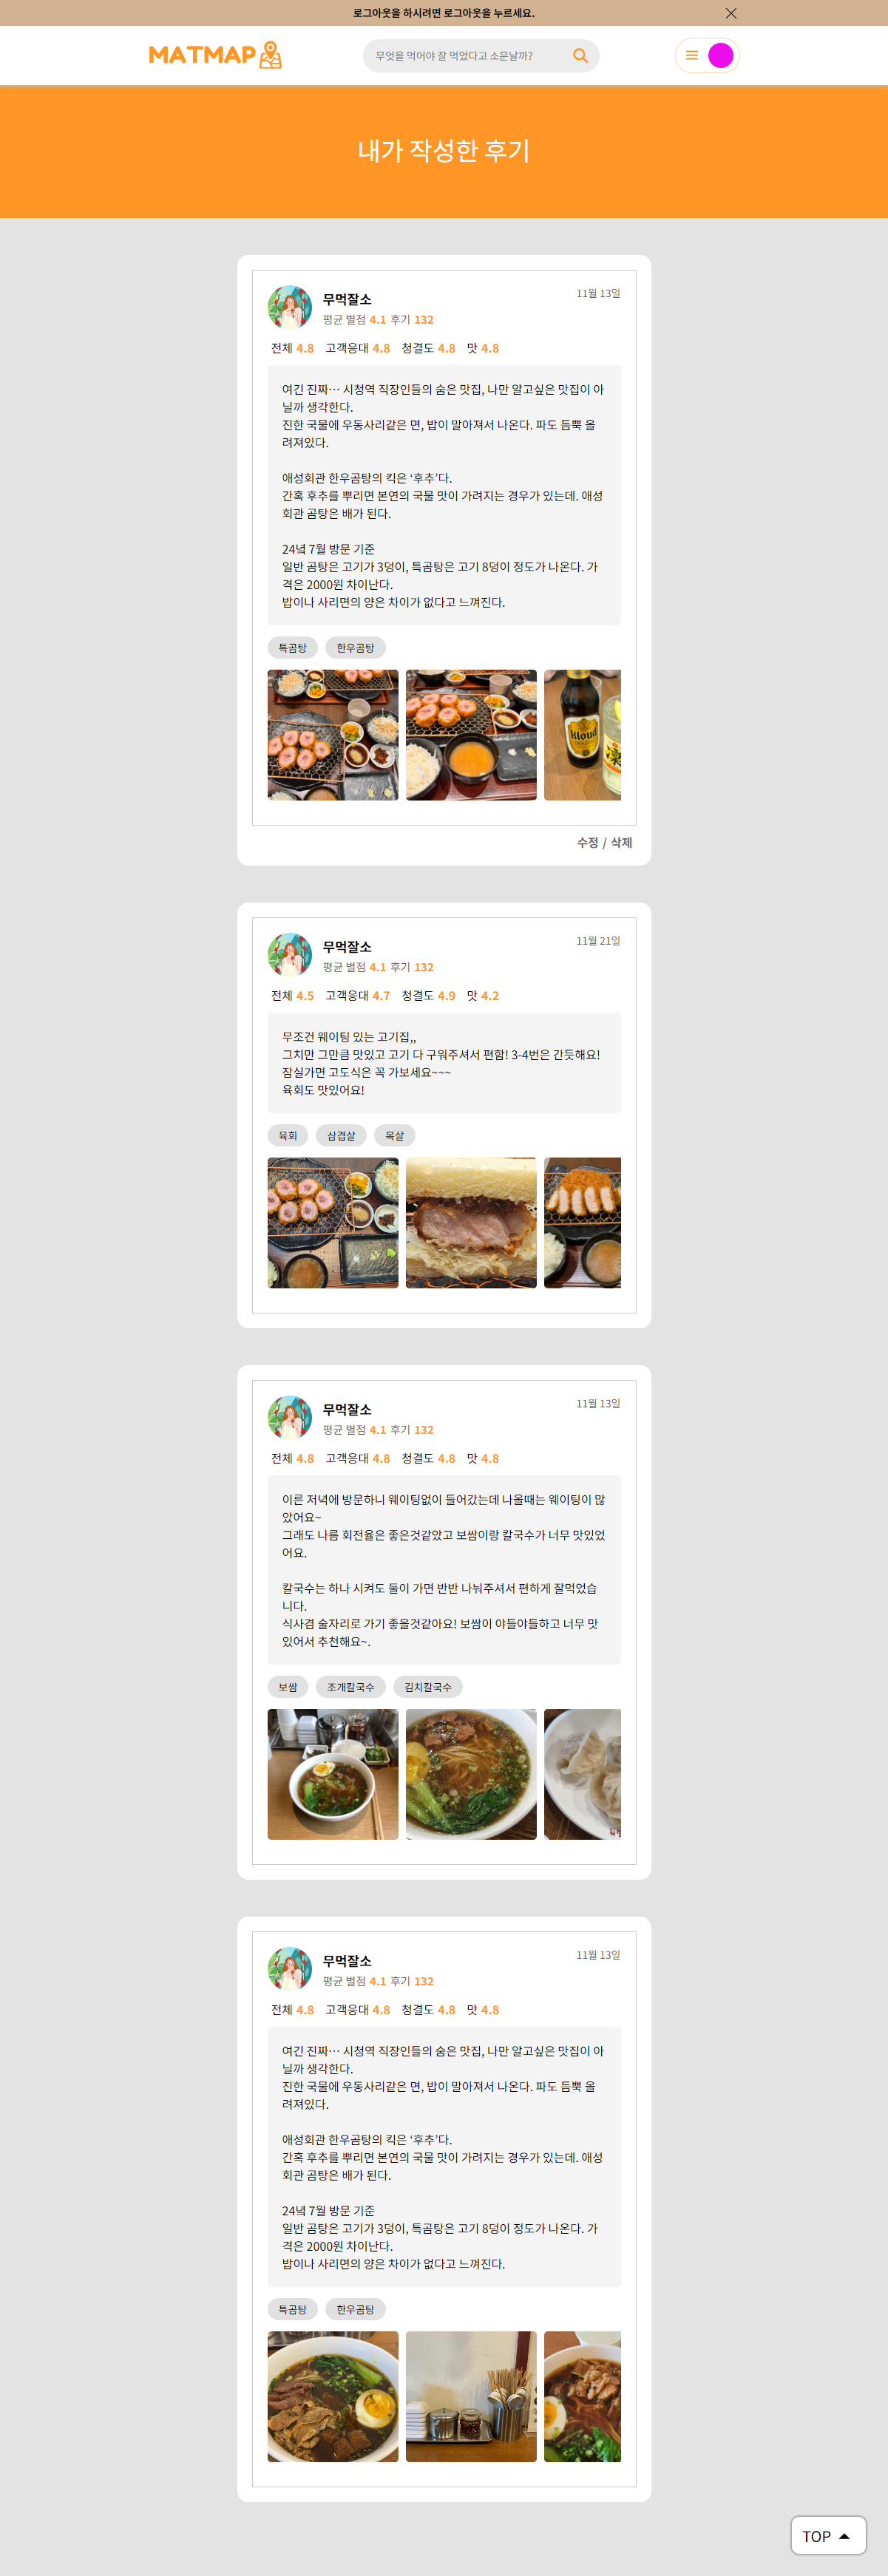 로그아웃을 하시려면 로그아웃을 누르세요.
MATMAP
무엇을 먹어야 잘 먹었다고 소문날까?
내가 작성한 후기
무먹잘소
11월 13일
평균 별점 4.1 후기 132
전체 4.8 고객응대 4.8 청결도 4.8 맛 4.8
여긴 진짜… 시청역 직장인들의 숨은 맛집, 나만 알고싶은 맛집이 아
닐까 생각한다.
진한 국물에 우동사리같은 면, 밥이 말아져서 나온다. 파도 듬뿍 올
려져있다.
애성회관 한우곰탕의 킥은 ‘후추’다.
간혹 후추를 뿌리면 본연의 국물 맛이 가려지는 경우가 있는데. 애성
회관 곰탕은 배가 된다.
24녘 7월 방문 기준
일반 곰탕은 고기가 3덩이, 특곰탕은 고기 8덩이 정도가 나온다. 가
격은 2000원 차이난다.
밥이나 사리면의 양은 차이가 없다고 느껴진다.
특곰탕 한우곰탕
Kloud
수정 / 삭제
무먹잘소
11월 21일
평균 별점 4.1 후기 132
전체 4.5 고객응대 4.7 청결도 4.9 맛 4.2
무조건 웨이팅 있는 고기집,,
그치만 그만큼 맛있고 고기 다 구워주셔서 편함! 3-4번은 간듯해요!
잠실가면 고도식은 꼭 가보세요~~~
육회도 맛있어요!
육회 삼겹살 목살
무먹잘소
11월 13일
평균 별점 4.1 후기 132
전체 4.8 고객응대 4.8 청결도 4.8 맛 4.8
이른 저녁에 방문하니 웨이팅없이 들어갔는데 나올때는 웨이팅이 많
았어요~
그래도 나름 회전율은 좋은것같았고 보쌈이랑 칼국수가 너무 맛있었
어요.
칼국수는 하나 시켜도 둘이 가면 반반 나눠주셔서 편하게 잘먹었습
니다.
식사겸 술자리로 가기 좋을것같아요! 보쌈이 야들야들하고 너무 맛
있어서 추천해요~.
보쌈 조개칼국수 김치칼국수
무먹잘소
11월 13일
평균 별점 4.1 후기 132
전체 4.8 고객응대 4.8 청결도 4.8 맛 4.8
여긴 진짜… 시청역 직장인들의 숨은 맛집, 나만 알고싶은 맛집이 아
닐까 생각한다.
진한 국물에 우동사리같은 면, 밥이 말아져서 나온다. 파도 듬뿍 올
려져있다.
애성회관 한우곰탕의 킥은 ‘후추’다.
간혹 후추를 뿌리면 본연의 국물 맛이 가려지는 경우가 있는데. 애성
회관 곰탕은 배가 된다.
24녘 7월 방문 기준
일반 곰탕은 고기가 3덩이, 특곰탕은 고기 8덩이 정도가 나온다. 가
격은 2000원 차이난다.
밥이나 사리면의 양은 차이가 없다고 느껴진다.
특곰탕 한우곰탕
TOP